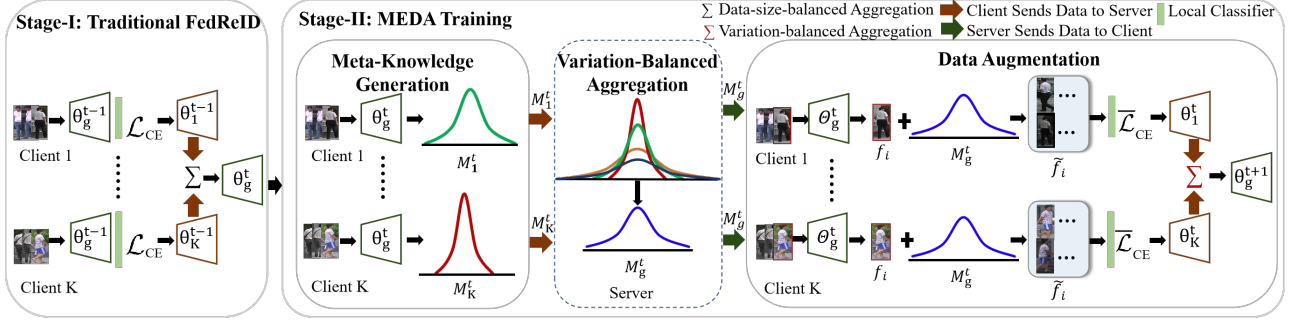 Stage-I: Traditional FedReID
θ_g^{t-1}
ℒ_CE
θ_1^{t-1}
Client 1
Σ
θ_g^t
θ_g^{t-1}
ℒ_CE
θ_K^{t-1}
Client K
Stage-II: MEDA Training
Σ Data-size-balanced Aggregation
Client Sends Data to Server
Local Classifier
Σ Variation-balanced Aggregation
Server Sends Data to Client
Meta-Knowledge
Generation
θ_g^t
M_1^t
Client 1
θ_g^t
M_K^t
Client K
M_1^t
M_K^t
Variation-Balanced
Aggregation
M_g^t
Server
M_g^t
M_g^t
Data Augmentation
Client 1
Θ_g^t
f_i
+
M_g^t
f̃_i
ℒ̅_CE
θ_1^t
Σ
θ_g^{t+1}
Client K
Θ_g^t
f_i
+
M_g^t
f̃_i
ℒ̅_CE
θ_K^t